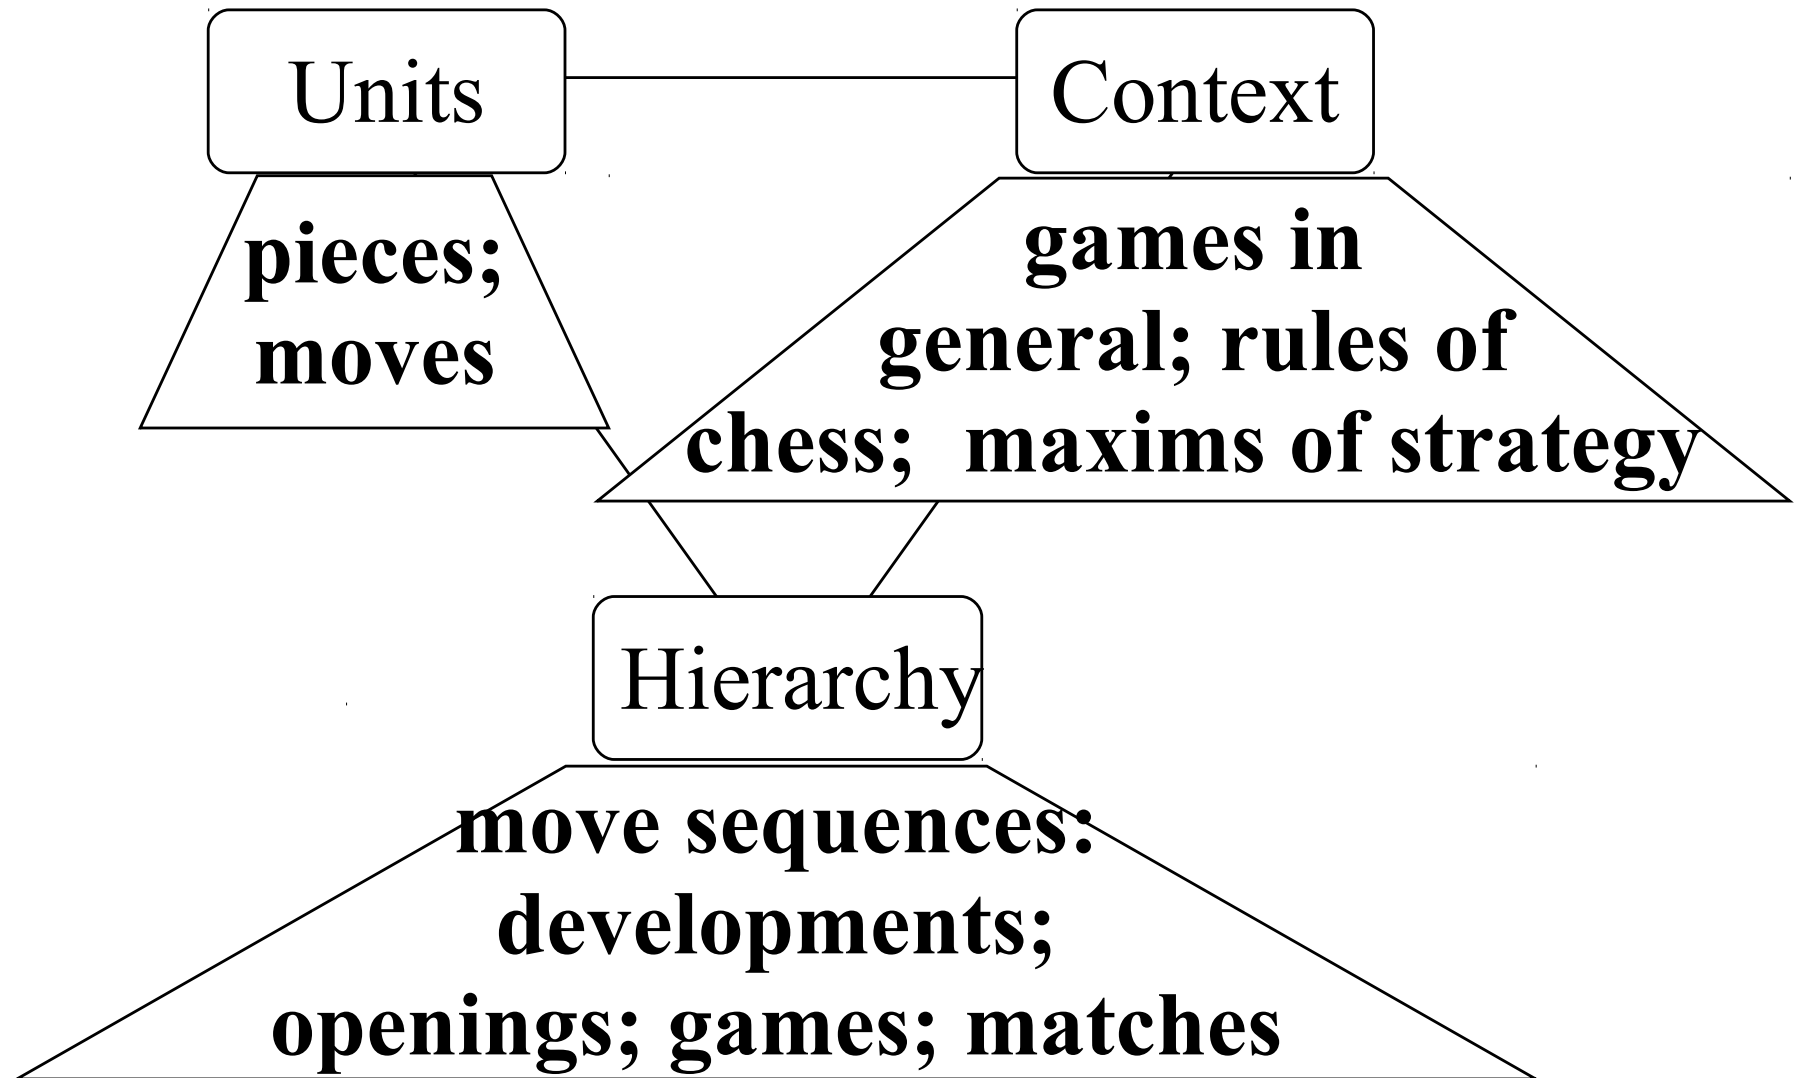 Units
Context
pieces;
moves
games in
general; rules of
chess; maxims of strategy
Hierarchy
move sequences:
developments;
openings; games; matches